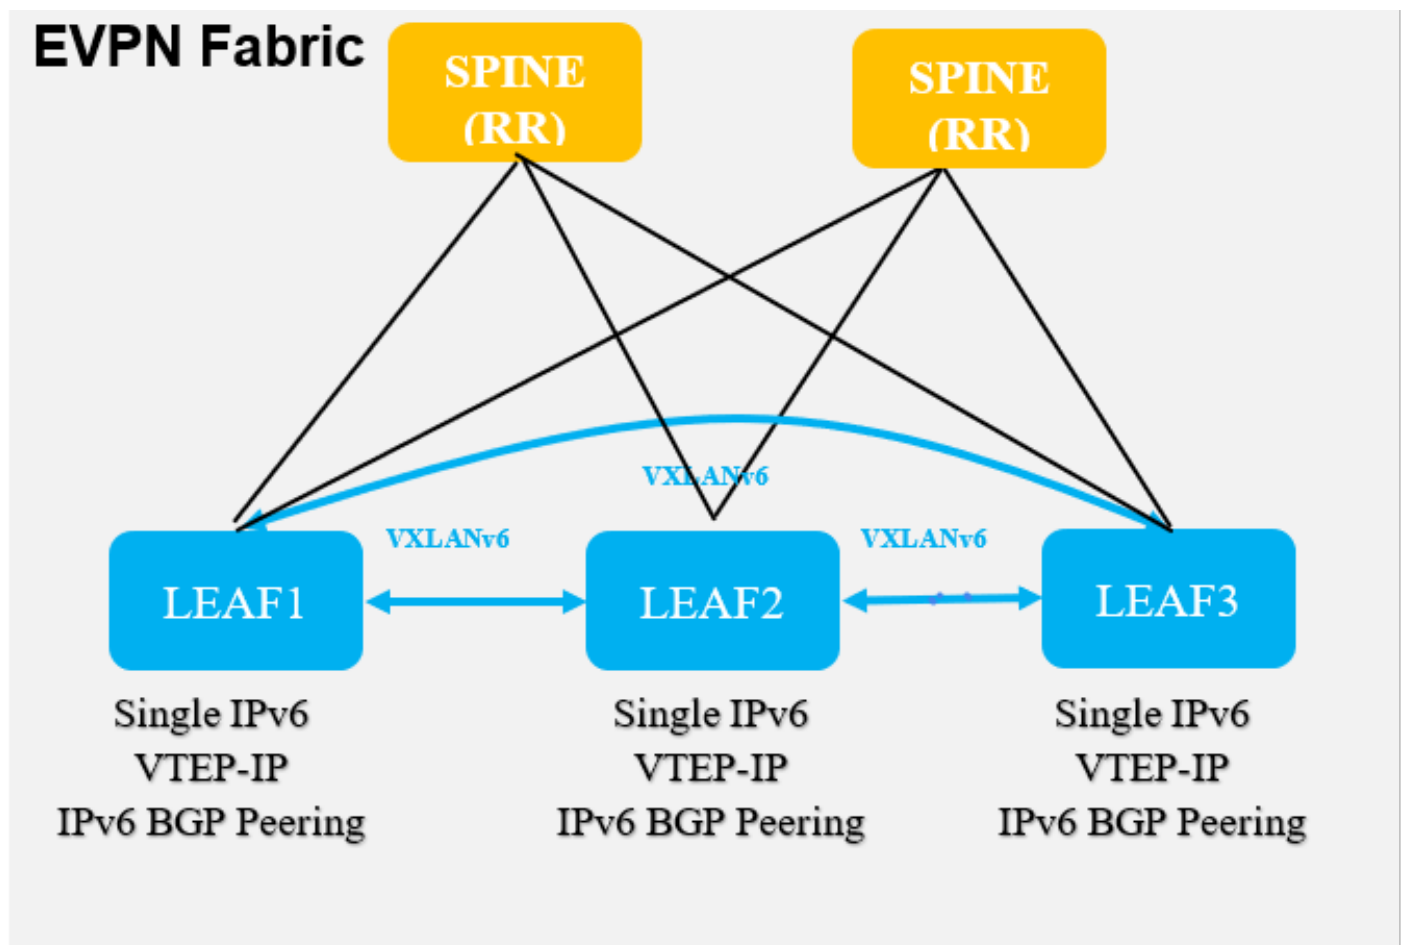 EVPN Fabric
SPINE
(RR)
SPINE
(RR)
VXLANv6
VXLANv6
VXLANv6
LEAF1
LEAF2
LEAF3
Single IPv6
VTEP-IP
IPv6 BGP Peering
Single IPv6
VTEP-IP
IPv6 BGP Peering
Single IPv6
VTEP-IP
IPv6 BGP Peering